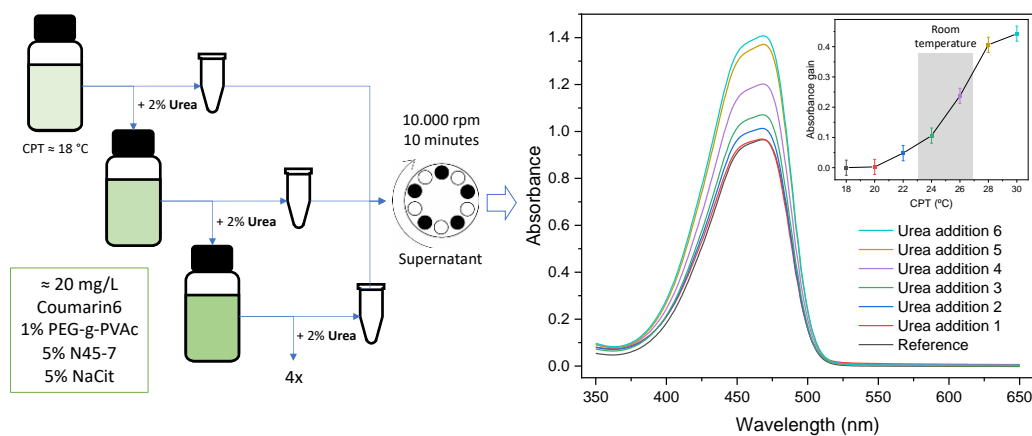 + 2% Urea
CPT ≈ 18 °C
+ 2% Urea
+ 2% Urea
4x
≈ 20 mg/L
Coumarin6
1% PEG-g-PVAc
5% N45-7
5% NaCit
10.000 rpm
10 minutes
Supernatant
Absorbance
1.4
1.2
1.0
0.8
0.6
0.4
0.2
0.0
350
400
450
500
550
600
650
Wavelength (nm)
Urea addition 6
Urea addition 5
Urea addition 4
Urea addition 3
Urea addition 2
Urea addition 1
Reference
Absorbance gain
0.4
0.3
0.2
0.1
0.0
Room
temperature
18
20
22
24
26
28
30
CPT (ºC)